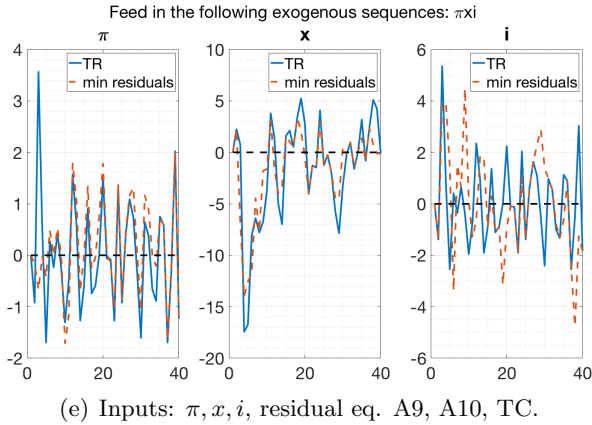 Feed in the following exogenous sequences: πxi
π
x
i
TR
min residuals
TR
min residuals
TR
min residuals
4
3
2
1
0
-1
-2
10
5
0
-5
-10
-15
-20
6
4
2
0
-2
-4
-6
0 20 40
0 20 40
0 20 40
(e) Inputs: π, x, i, residual eq. A9, A10, TC.